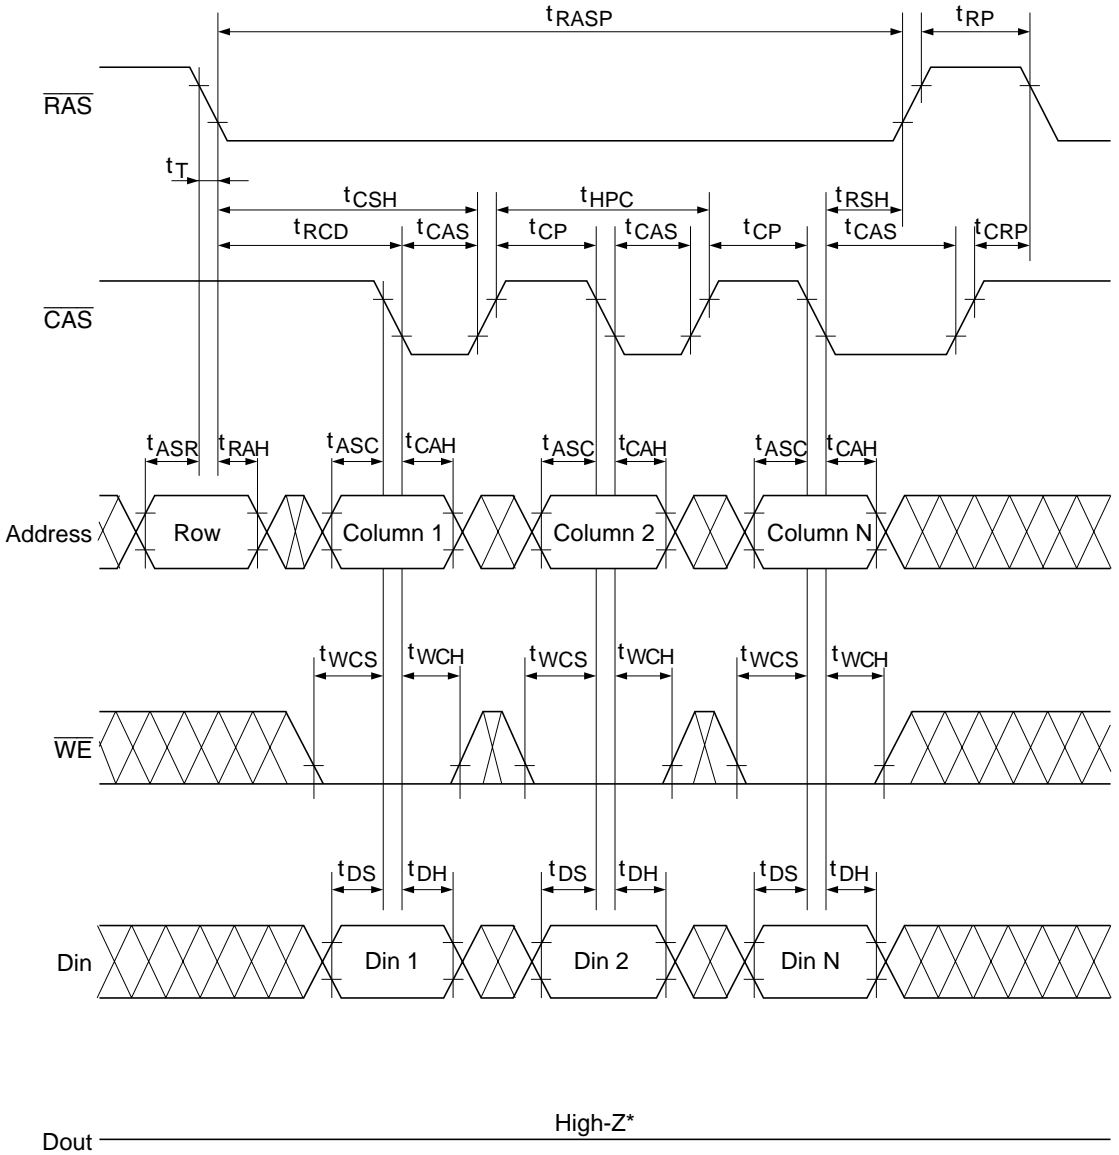 tRASP tRP
RAS
tT
tCSH tHPC tRSH
tRCD tCAS tCP tCAS tCP tCAS tCRP
CAS
tASR tRAH tASC tCAH tASC tCAH tASC tCAH
Address Row Column 1 Column 2 Column N
tWCS tWCH tWCS tWCH tWCS tWCH
WE
tDS tDH tDS tDH tDS tDH
Din Din 1 Din 2 Din N
High-Z*
Dout